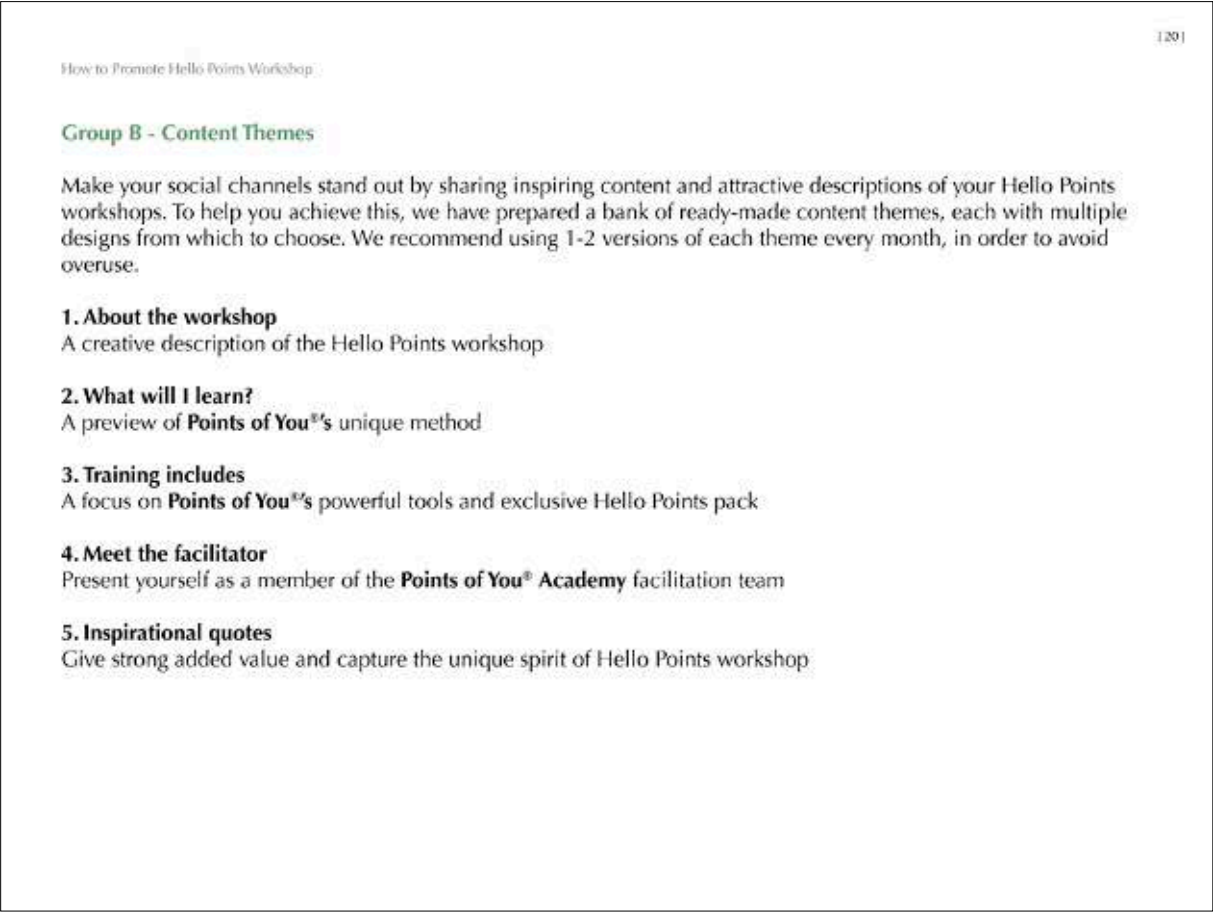 |20|
How to Promote Hello Points Workshop
Group B - Content Themes
Make your social channels stand out by sharing inspiring content and attractive descriptions of your Hello Points
workshops. To help you achieve this, we have prepared a bank of ready-made content themes, each with multiple
designs from which to choose. We recommend using 1-2 versions of each theme every month, in order to avoid
overuse.
1. About the workshop
A creative description of the Hello Points workshop
2. What will I learn?
A preview of Points of You®'s unique method
3. Training includes
A focus on Points of You®'s powerful tools and exclusive Hello Points pack
4. Meet the facilitator
Present yourself as a member of the Points of You® Academy facilitation team
5. Inspirational quotes
Give strong added value and capture the unique spirit of Hello Points workshop